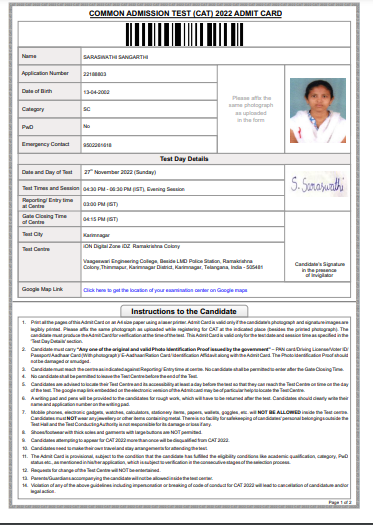 COMMON ADMISSION TEST (CAT) 2022 ADMIT CARD
Name SARASWATHI SANGARTHI
Application Number 22188803
Date of Birth 13-04-2002
Category SC
PwD No
Emergency Contact 9502261618
Please affix the
same photograph
as uploaded
in the form
Test Day Details
Date and Day of Test 27th November 2022 (Sunday)
Test Times and Session 04:30 PM - 06:30 PM (IST), Evening Session
Reporting/ Entry time
at Centre 03:00 PM (IST)
Gate Closing Time
of Centre 04:15 PM (IST)
Test City Karimnagar
Test Centre iON Digital Zone iDZ Ramakrishna Colony
Vaageswari Engineering College, Beside LMD Police Station, Ramakrishna
Colony,Thimmapur, Karimnagar District, Karimnagar, Telangana, India - 505481
S. Saraswathi
Candidate's Signature
in the presence
of Invigilator
Google Map Link Click here to get the location of your examination center on Google maps
Instructions to the Candidate
1. Print all the pages of this Admit Card on an A4 size paper using a laser printer. Admit Card is valid only if the candidate's photograph and signature images are
legibly printed. Please affix the same photograph as uploaded while registering for CAT at the indicated place (besides the printed photograph). The
candidate must produce the Admit Card for verification at the time of the test. This Admit Card is valid only for the test date and session time as specified in the
'Test Day Details' section.
2. Candidate must carry "Any one of the original and valid Photo Identification Proof issued by the government" – PAN card/Driving License/Voter ID/
Passport/Aadhaar Card(With photograph)/ E-Aadhaar/Ration Card/ Identification Affidavit along with the Admit Card. The Photo Identification Proof should
not be damaged or smudged.
3. Candidate must reach the centre as indicated against Reporting/ Entry time at Centre. No candidate shall be permitted to enter after the Gate Closing Time.
4. No candidate shall be permitted to leave the Test Centre before the end of the Test.
5. Candidates are advised to locate their Test Centre and its accessibility at least a day before the test so that they can reach the Test Centre on time on the day
of the test. The google map link embedded on the electronic version of the Admit card may be of particular help to locate the Test Centre.
6. A writing pad and pen will be provided to the candidates for rough work, which will have to be returned after the test. Candidates should clearly write their
name and application number on the writing pad.
7. Mobile phones, electronic gadgets, watches, calculators, stationery items, papers, wallets, goggles, etc. will NOT BE ALLOWED inside the Test centre.
Candidates must NOT wear any jewellery or other items containing metal. There is no facility for safekeeping of candidates' personal belongings outside the
Test Hall and the Test Conducting Authority is not responsible for its damage or loss if any.
8. Shoes/footwear with thick soles and garments with large buttons are NOT permitted.
9. Candidates attempting to appear for CAT 2022 more than once will be disqualified from CAT 2022.
10. Candidates need to make their own travel and stay arrangements for attending the test.
11. The Admit Card is provisional, subject to the condition that the candidate has fulfilled the eligibility conditions like academic qualification, category, PwD
status etc., as mentioned in his/her application, which is subject to verification in the consecutive stages of the selection process.
12. Requests for change of the Test Centre will NOT be entertained.
13. Parents/Guardians accompanying the candidate will not be allowed inside the test center.
14. Violation of any of the above guidelines including impersonation or breaking of code of conduct for CAT 2022 will lead to cancellation of candidature and/or
legal action.
Page 1 of 2